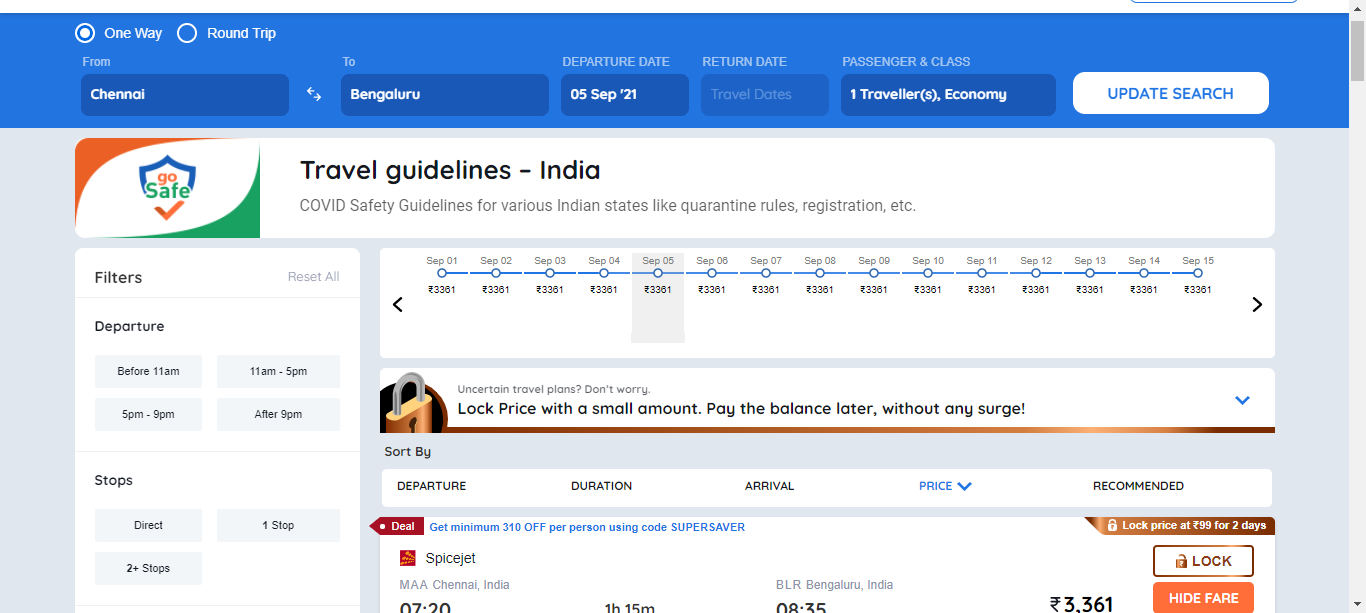 One Way Round Trip
From To DEPARTURE DATE RETURN DATE PASSENGER & CLASS
Chennai Bengaluru 05 Sep '21 Travel Dates 1 Traveller(s), Economy UPDATE SEARCH
go
Safe
Travel guidelines – India
COVID Safety Guidelines for various Indian states like quarantine rules, registration, etc.
Filters Reset All
Departure
Before 11am 11am - 5pm
5pm - 9pm After 9pm
Stops
Direct 1 Stop
2+ Stops
Sep 01 Sep 02 Sep 03 Sep 04 Sep 05 Sep 06 Sep 07 Sep 08 Sep 09 Sep 10 Sep 11 Sep 12 Sep 13 Sep 14 Sep 15
₹3361 ₹3361 ₹3361 ₹3361 ₹3361 ₹3361 ₹3361 ₹3361 ₹3361 ₹3361 ₹3361 ₹3361 ₹3361 ₹3361 ₹3361
Uncertain travel plans? Don't worry.
Lock Price with a small amount. Pay the balance later, without any surge!
Sort By
DEPARTURE DURATION ARRIVAL PRICE RECOMMENDED
Deal Get minimum 310 OFF per person using code SUPERSAVER Lock price at ₹99 for 2 days
Spicejet LOCK
MAA Chennai, India BLR Bengaluru, India
07:20 1h 15m 08:35 ₹3,361 HIDE FARE